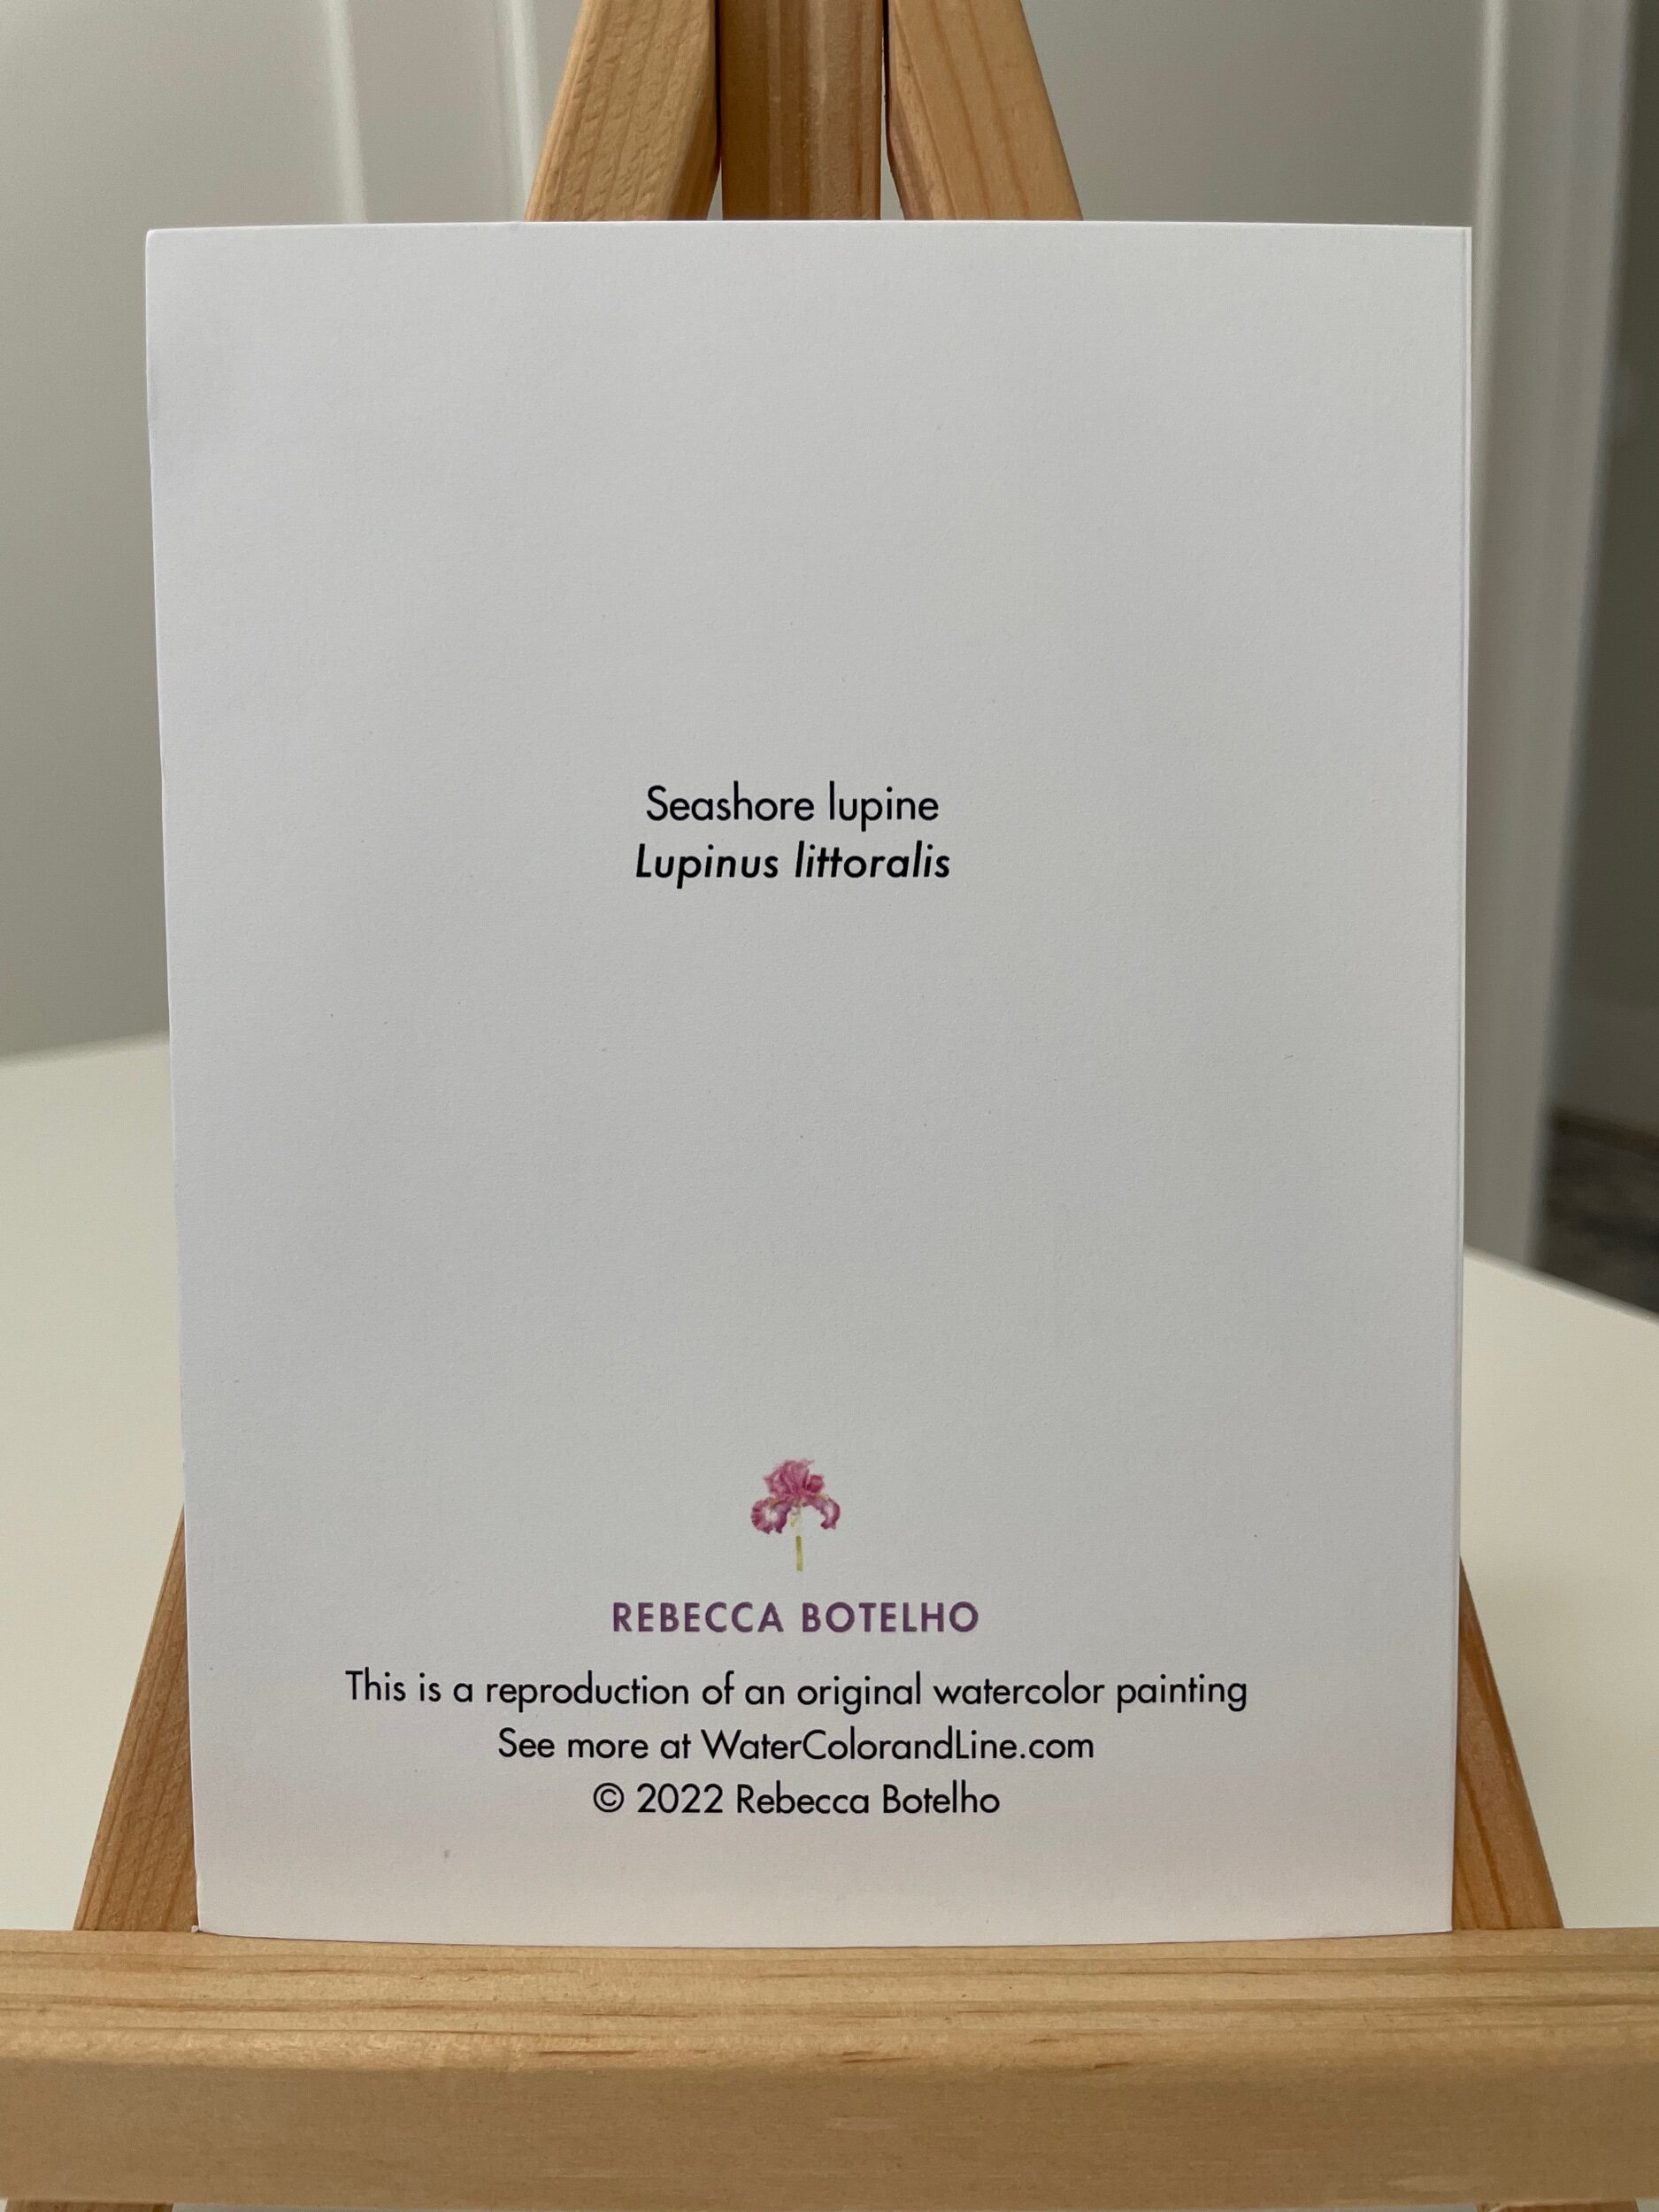 Seashore lupine
Lupinus littoralis
REBECCA BOTELHO
This is a reproduction of an original watercolor painting
See more at WaterColorandLine.com
© 2022 Rebecca Botelho